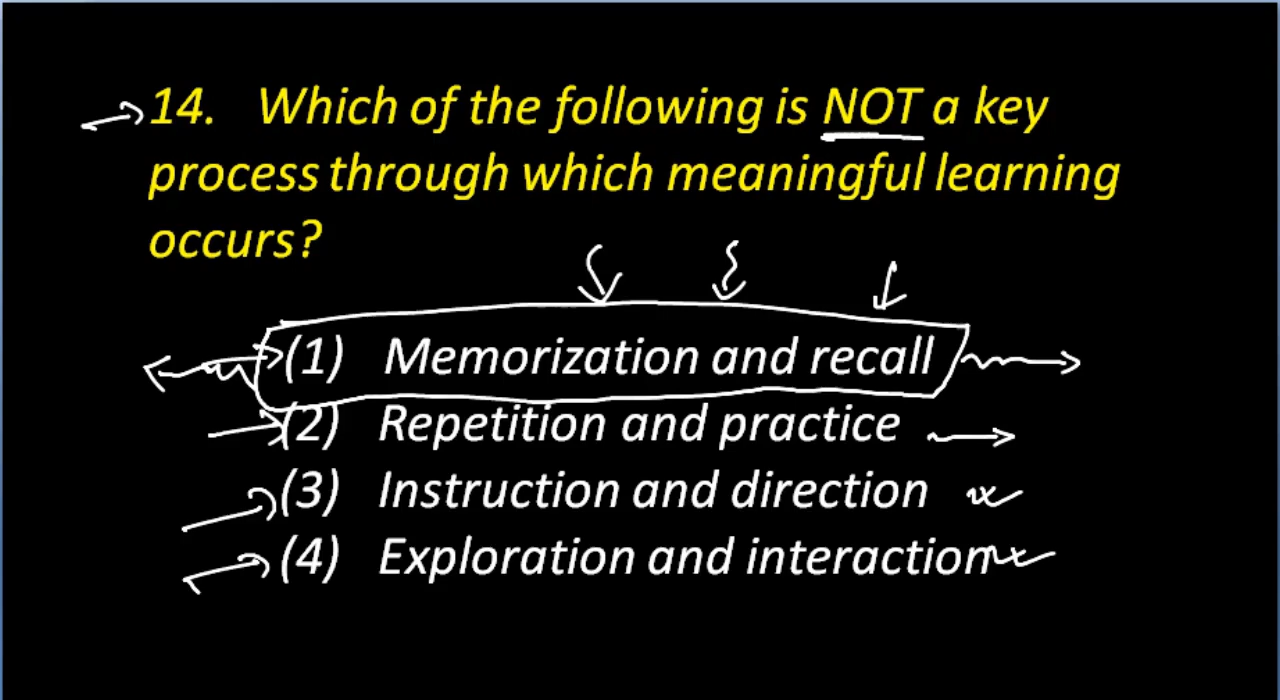 14. Which of the following is NOT a key
process through which meaningful learning
occurs?
(1) Memorization and recall
(2) Repetition and practice
(3) Instruction and direction
(4) Exploration and interaction